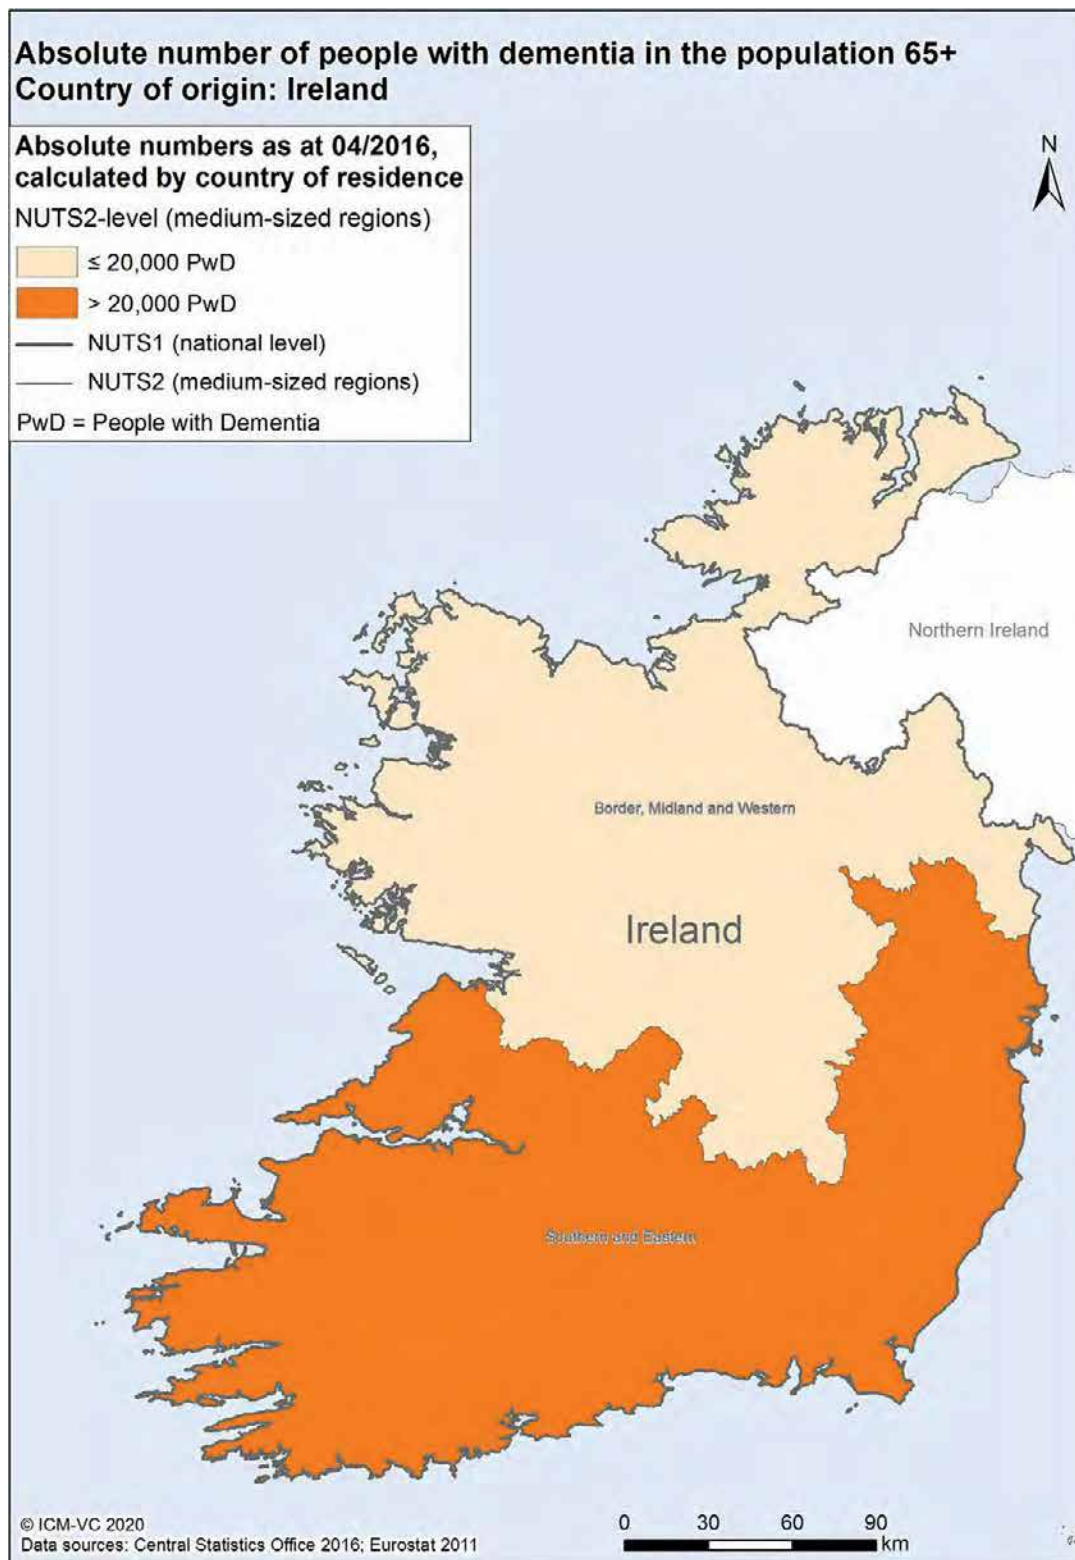 Absolute number of people with dementia in the population 65+
Country of origin: Ireland
Absolute numbers as at 04/2016,
calculated by country of residence
NUTS2-level (medium-sized regions)
≤ 20,000 PwD
> 20,000 PwD
NUTS1 (national level)
NUTS2 (medium-sized regions)
PwD = People with Dementia
N
Northern Ireland
Border, Midland and Western
Ireland
Southern and Eastern
© ICM-VC 2020
Data sources: Central Statistics Office 2016; Eurostat 2011
0 30 60 90
km